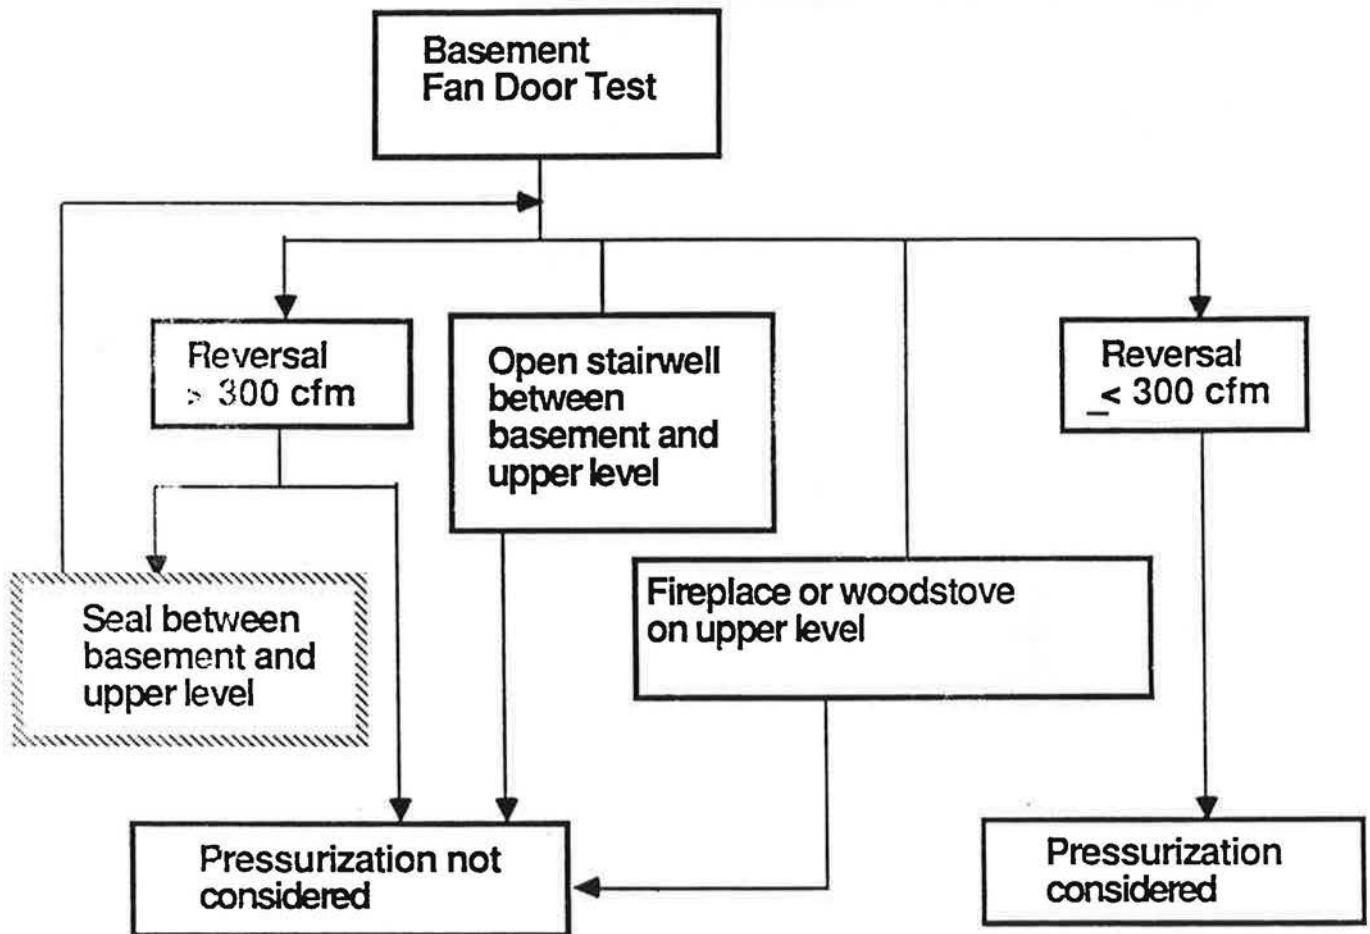 Basement
Fan Door Test
Reversal
> 300 cfm
Open stairwell
between
basement and
upper level
Reversal
_< 300 cfm
Seal between
basement and
upper level
Fireplace or woodstove
on upper level
Pressurization not
considered
Pressurization
considered